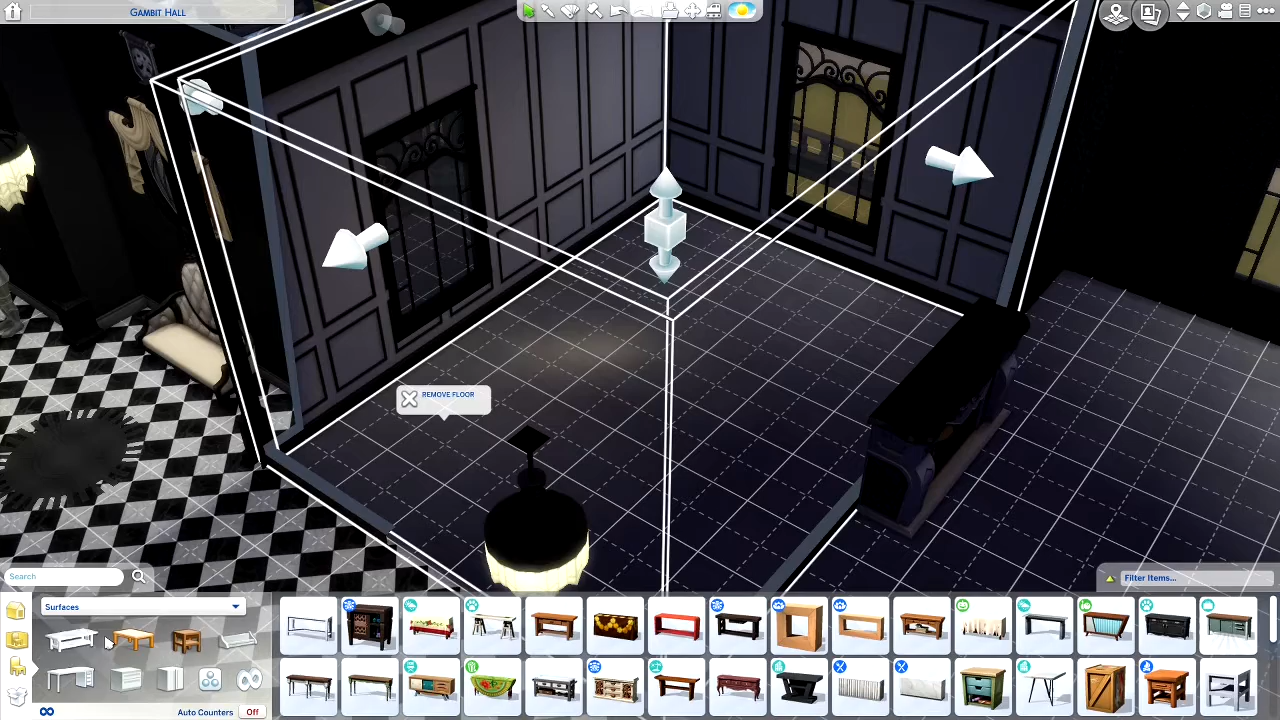 GAMBIT HALL
REMOVE FLOOR
Search
Filter Items...
Surfaces
Auto Counters
Off